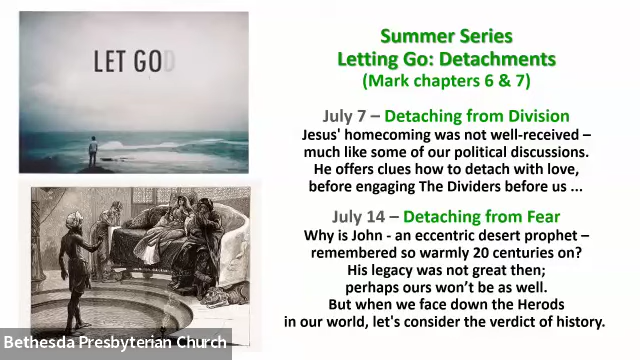 LET GOD
Summer Series
Letting Go: Detachments
(Mark chapters 6 & 7)
July 7 – Detaching from Division
Jesus' homecoming was not well-received –
much like some of our political discussions.
He offers clues how to detach with love,
before engaging The Dividers before us ...
July 14 – Detaching from Fear
Why is John - an eccentric desert prophet –
remembered so warmly 20 centuries on?
His legacy was not great then;
perhaps ours won't be as well.
But when we face down the Herods
in our world, let's consider the verdict of history.
Bethesda Presbyterian Church